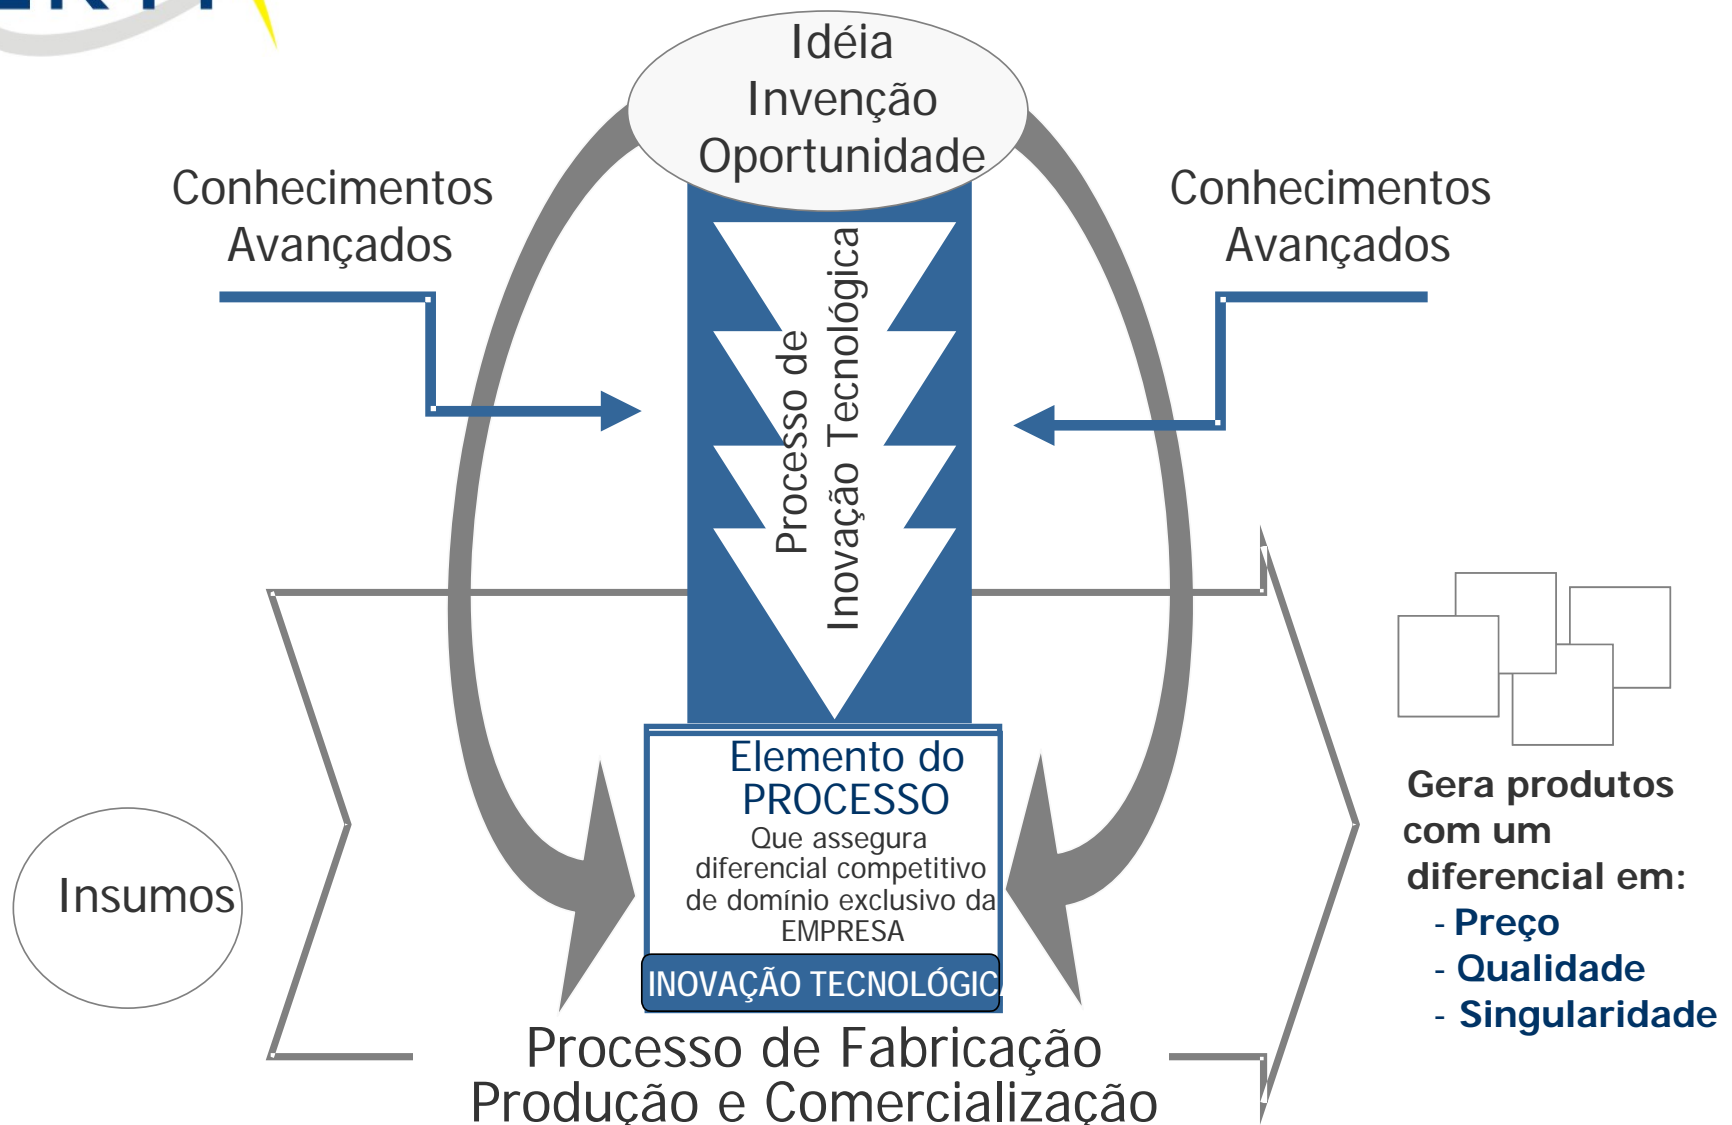 Idéia
Invenção
Oportunidade
Conhecimentos
Avançados
Conhecimentos
Avançados
Processo de
Inovação Tecnológica
Elemento do
PROCESSO
Que assegura
diferencial competitivo
de domínio exclusivo da
EMPRESA
INOVAÇÃO TECNOLÓGICA
Insumos
Processo de Fabricação
Produção e Comercialização
Gera produtos
com um
diferencial em:
- Preço
- Qualidade
- Singularidade